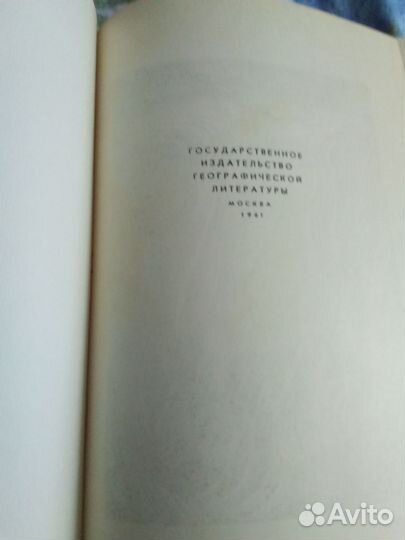 ГОСУДАРСТВЕННОЕ
ИЗДАТЕЛЬСТВО
ГЕОГРАФИЧЕСКОЙ
ЛИТЕРАТУРЫ
МОСКВА
1961
Avito